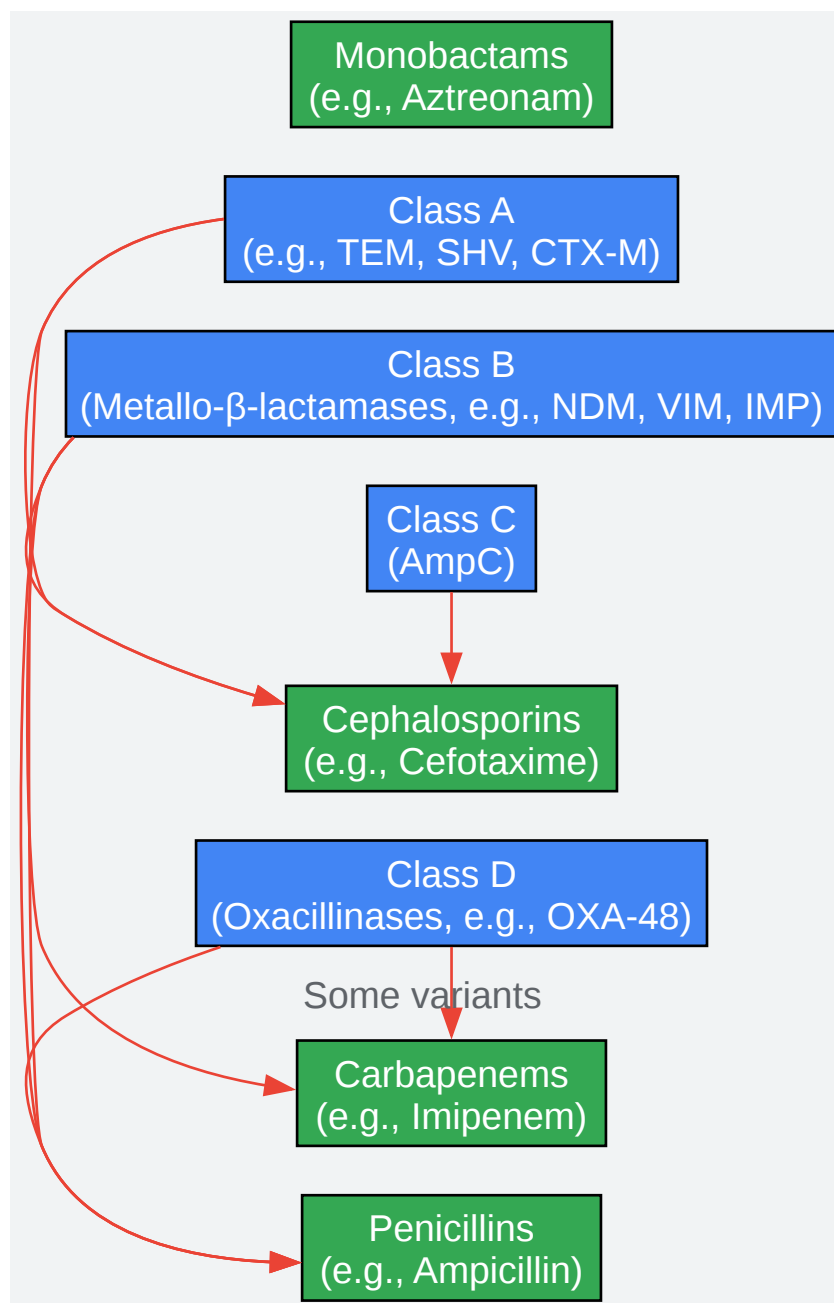 Monobactams
(e.g., Aztreonam)
Class A
(e.g., TEM, SHV, CTX-M)
Class B
(Metallo-β-lactamases, e.g., NDM, VIM, IMP)
Class C
(AmpC)
Cephalosporins
(e.g., Cefotaxime)
Class D
(Oxacillinases, e.g., OXA-48)
Some variants
Carbapenems
(e.g., Imipenem)
Penicillins
(e.g., Ampicillin)